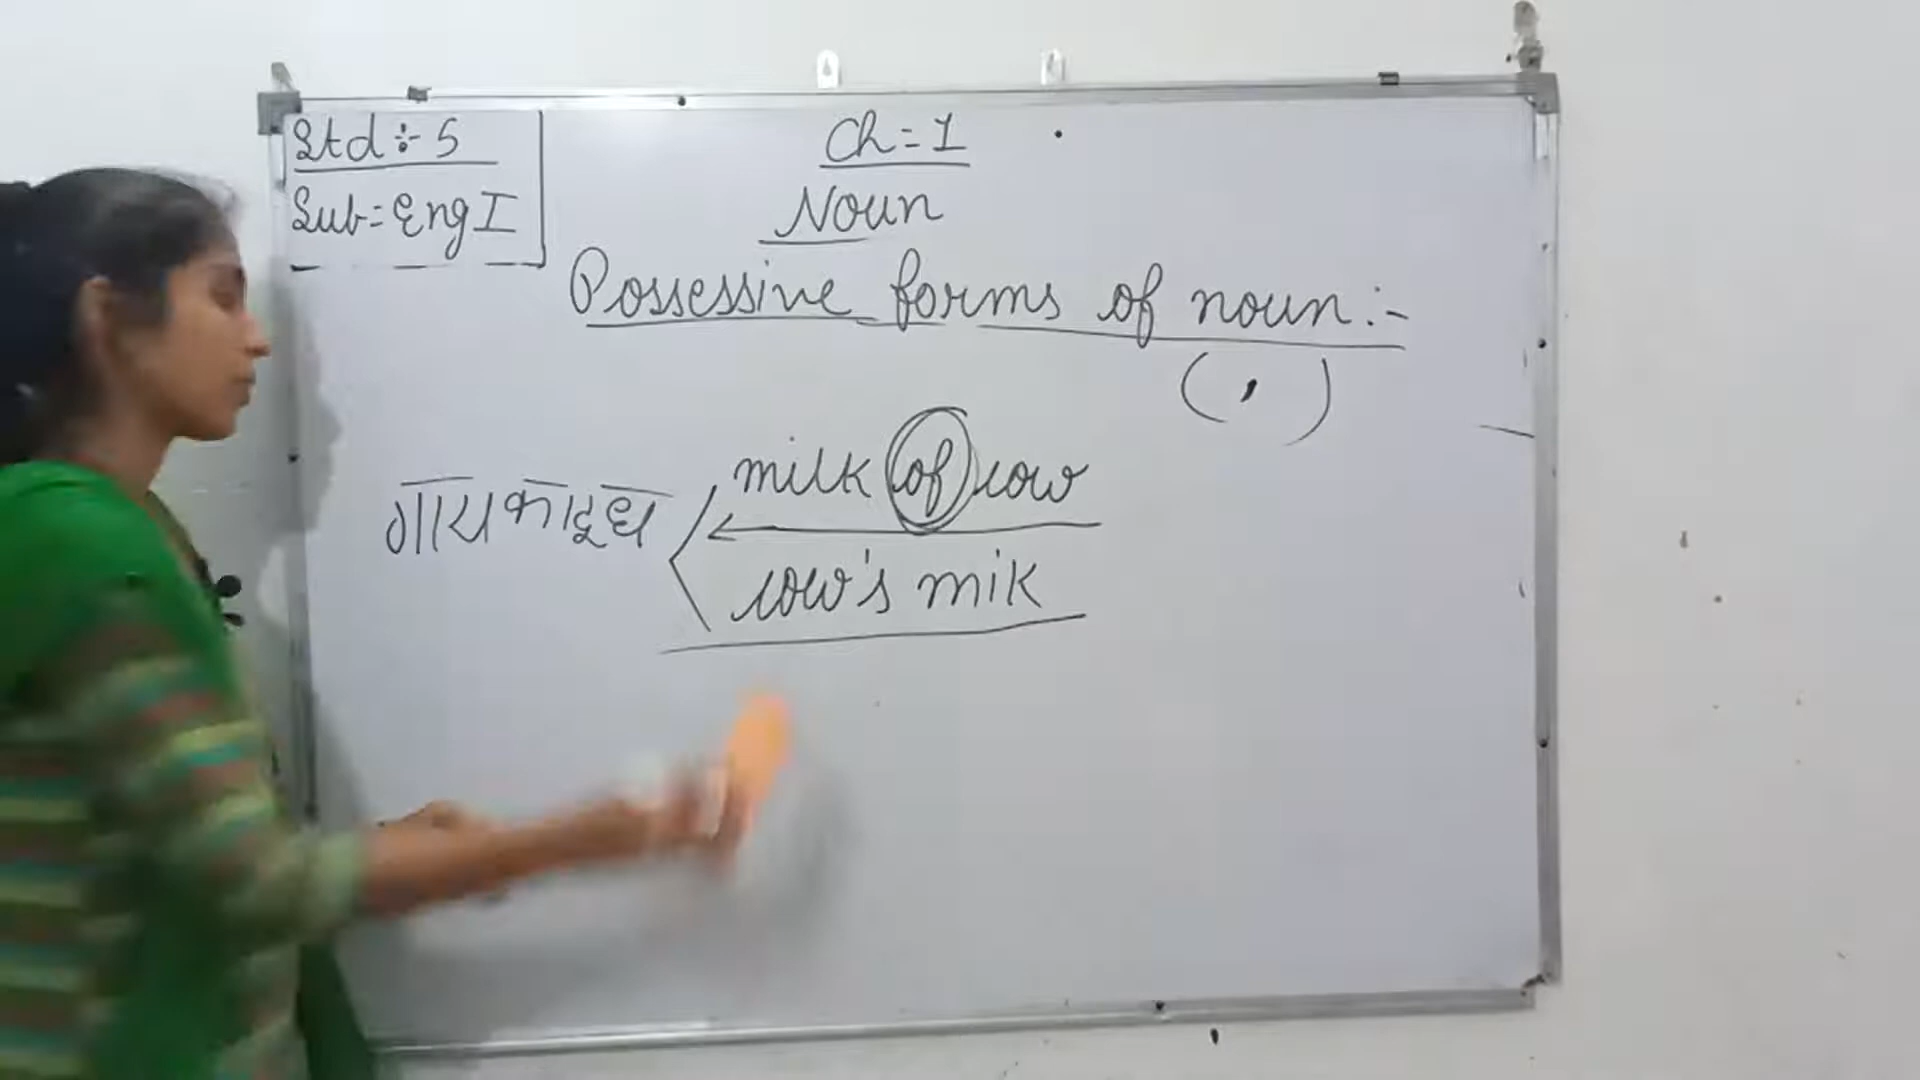 Std :- 5
Sub = Eng I
Ch = 1
Noun
Possessive forms of noun :-
( ' )
milk of cow
गाय का दूध
cow's mik